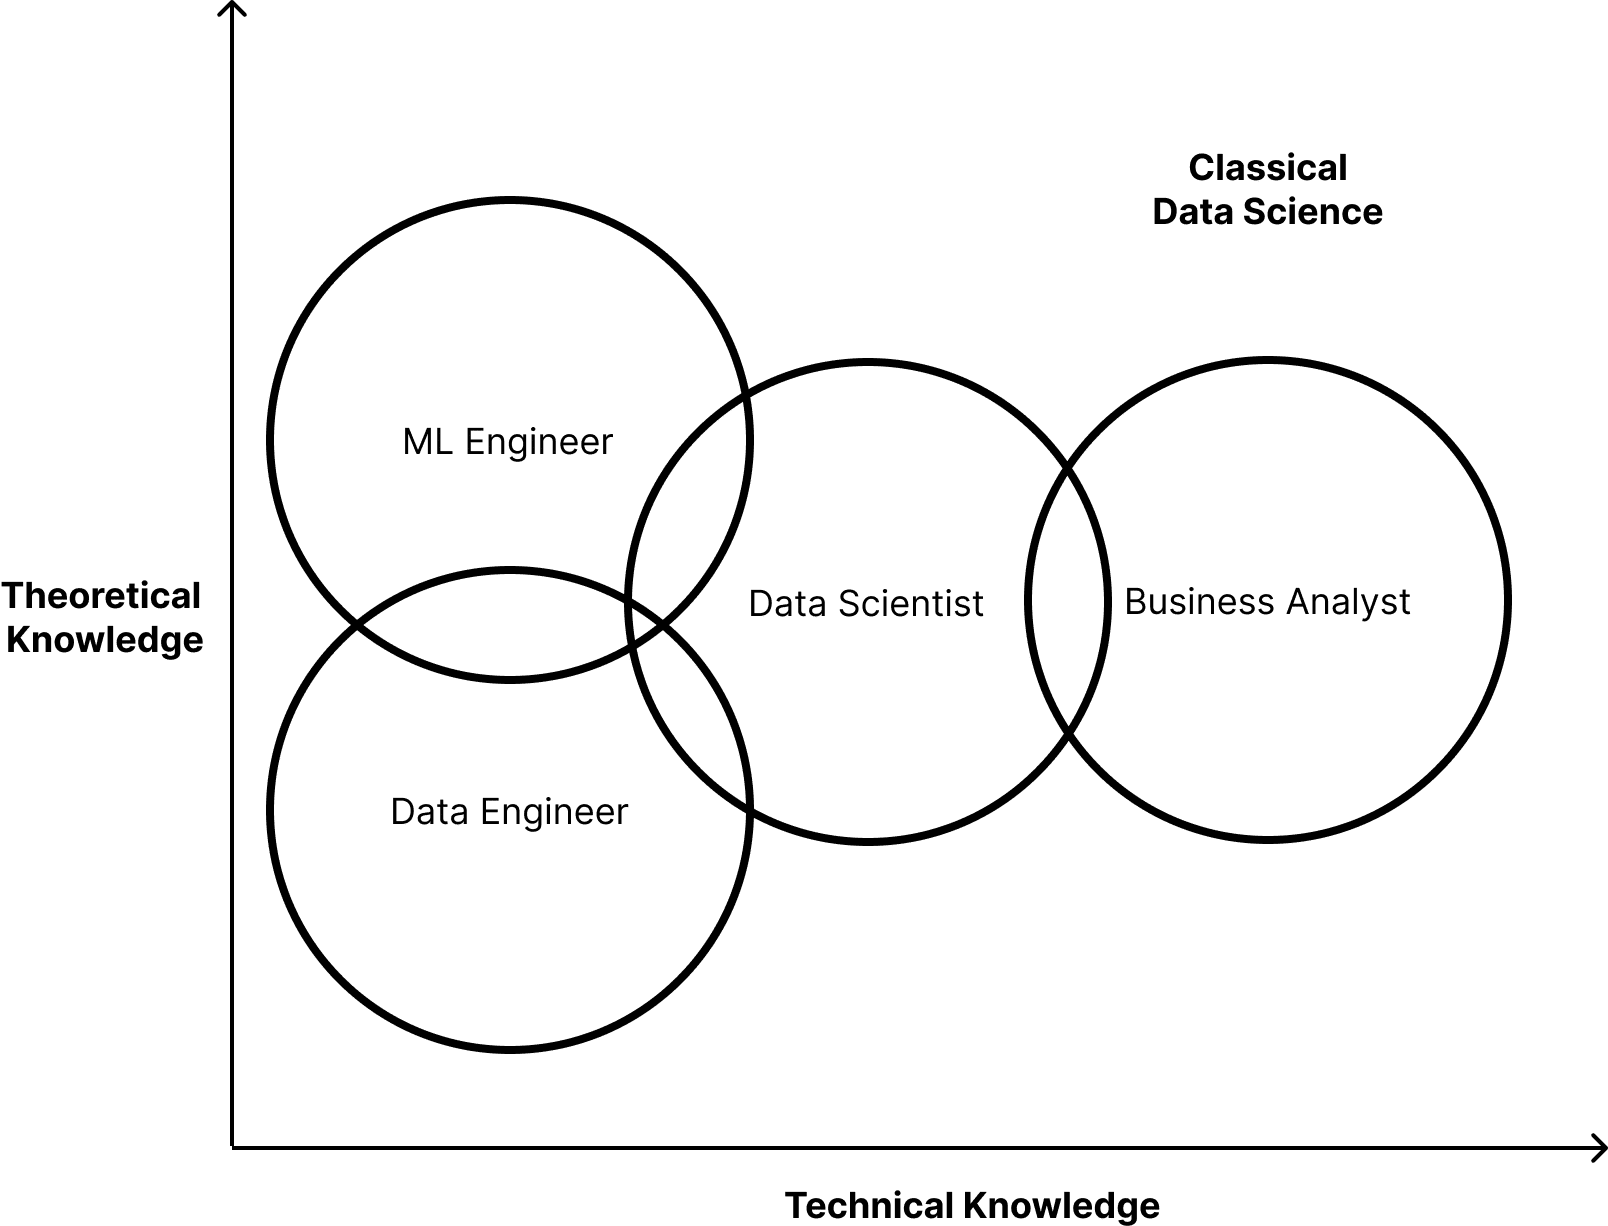 Classical
Data Science
ML Engineer
Theoretical
Knowledge
Data Scientist
Business Analyst
Data Engineer
Technical Knowledge